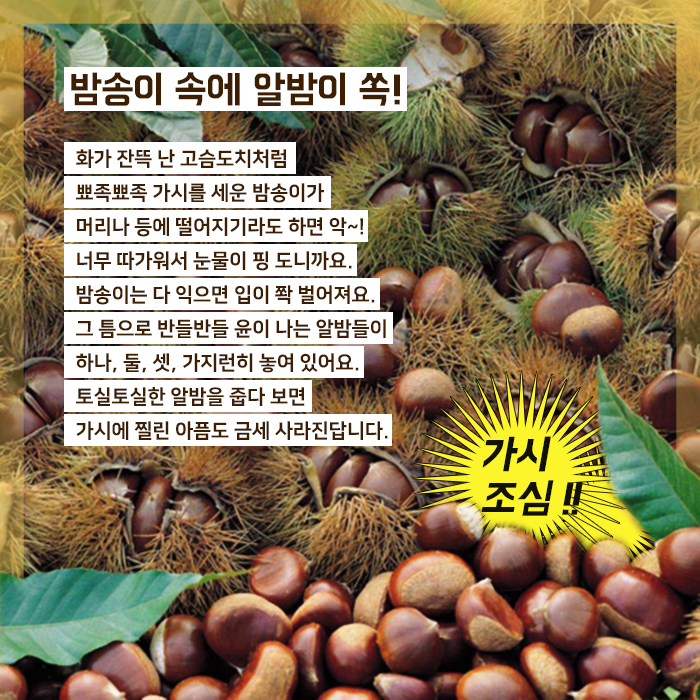 밤송이 속에 알밤이 쏙!
화가 잔뜩 난 고슴도치처럼
뾰족뾰족 가시를 세운 밤송이가
머리나 등에 떨어지기라도 하면 악~!
너무 따가워서 눈물이 핑 도니까요.
밤송이는 다 익으면 입이 쫙 벌어져요.
그 틈으로 반들반들 윤이 나는 알밤들이
하나, 둘, 셋, 가지런히 놓여 있어요.
토실토실한 알밤을 줍다 보면
가시에 찔린 아픔도 금세 사라진답니다.
가시
조심!!